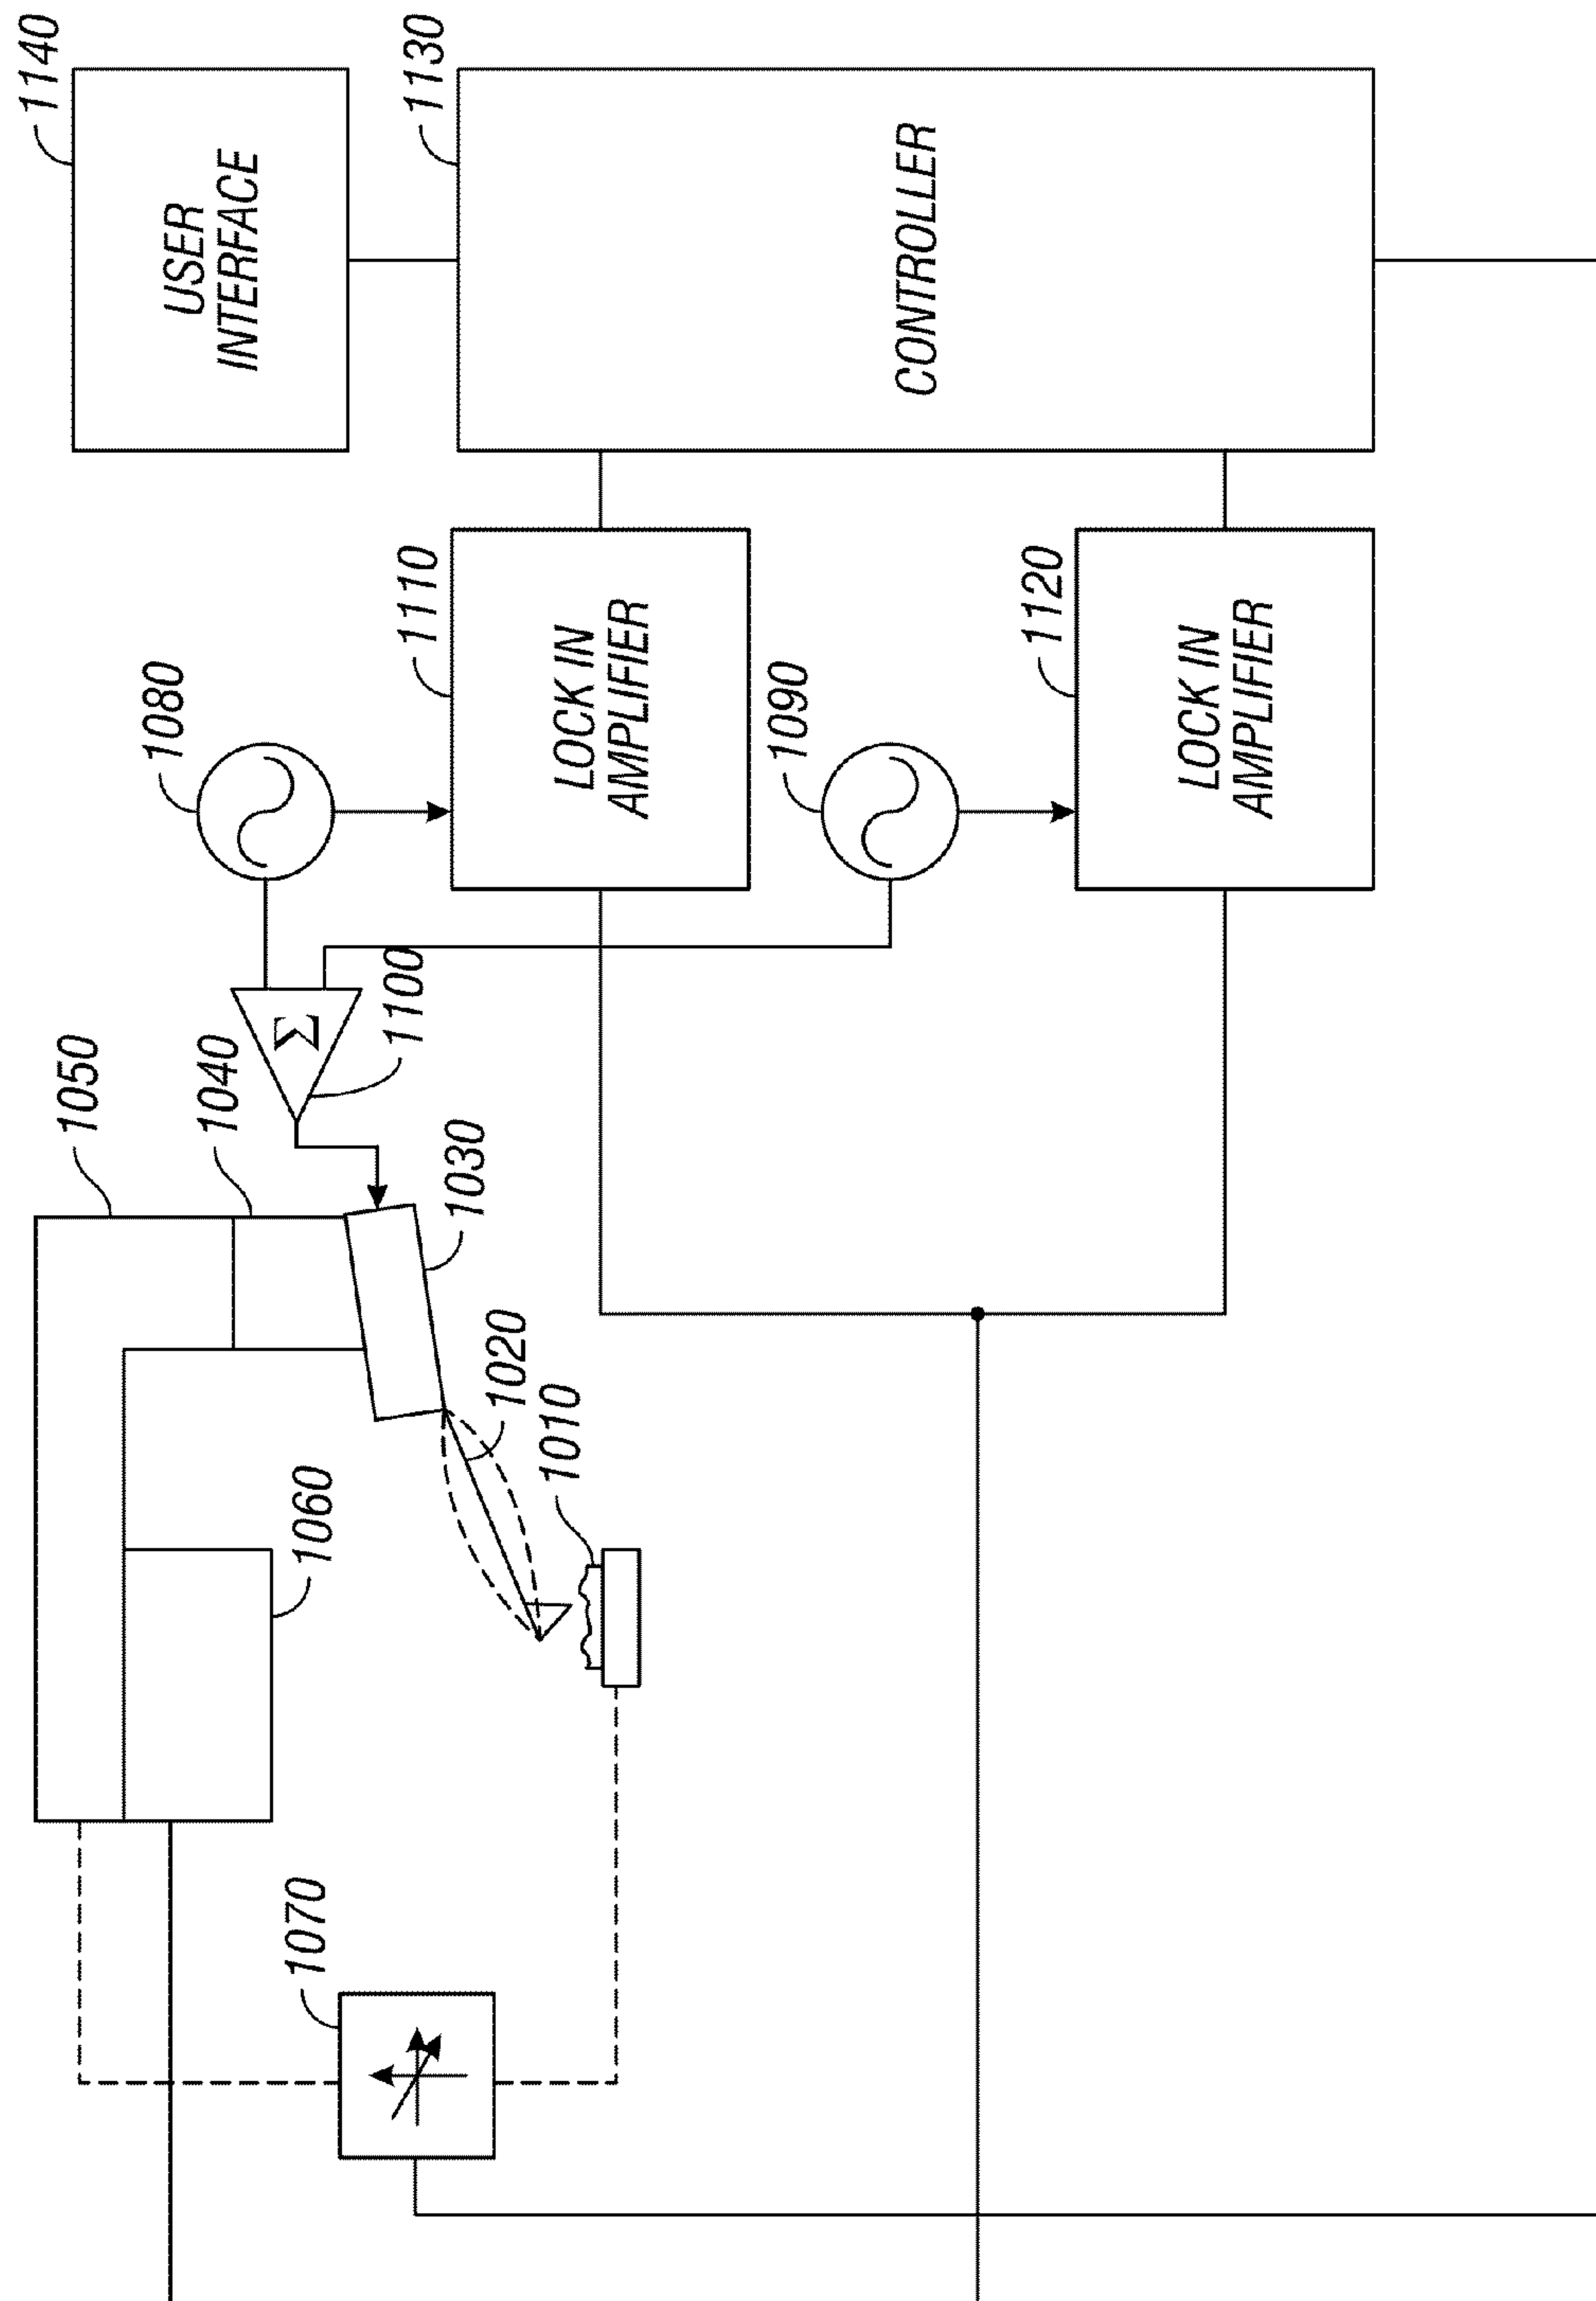 1050
1040
1060
1070
1030
1020
1010
Σ
1100
1080
1110
LOCK IN
AMPLIFIER
1090
1120
LOCK IN
AMPLIFIER
1140
USER
INTERFACE
1130
CONTROLLER